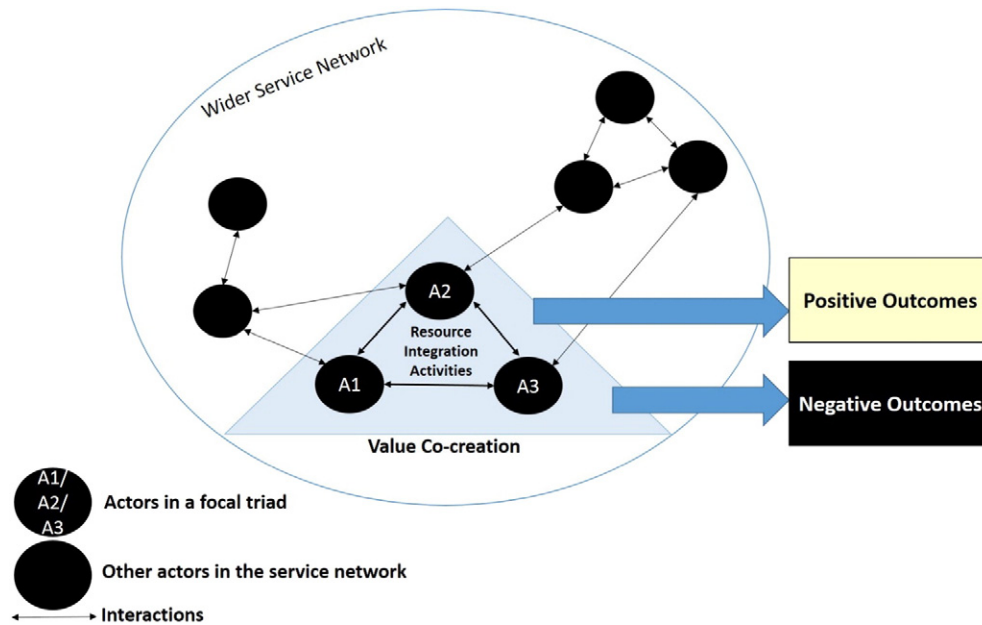 Wider Service Network
A2
Resource
Integration
Activities
A1
A3
Value Co-creation
Positive Outcomes
Negative Outcomes
A1/
A2/
A3
Actors in a focal triad
Other actors in the service network
Interactions